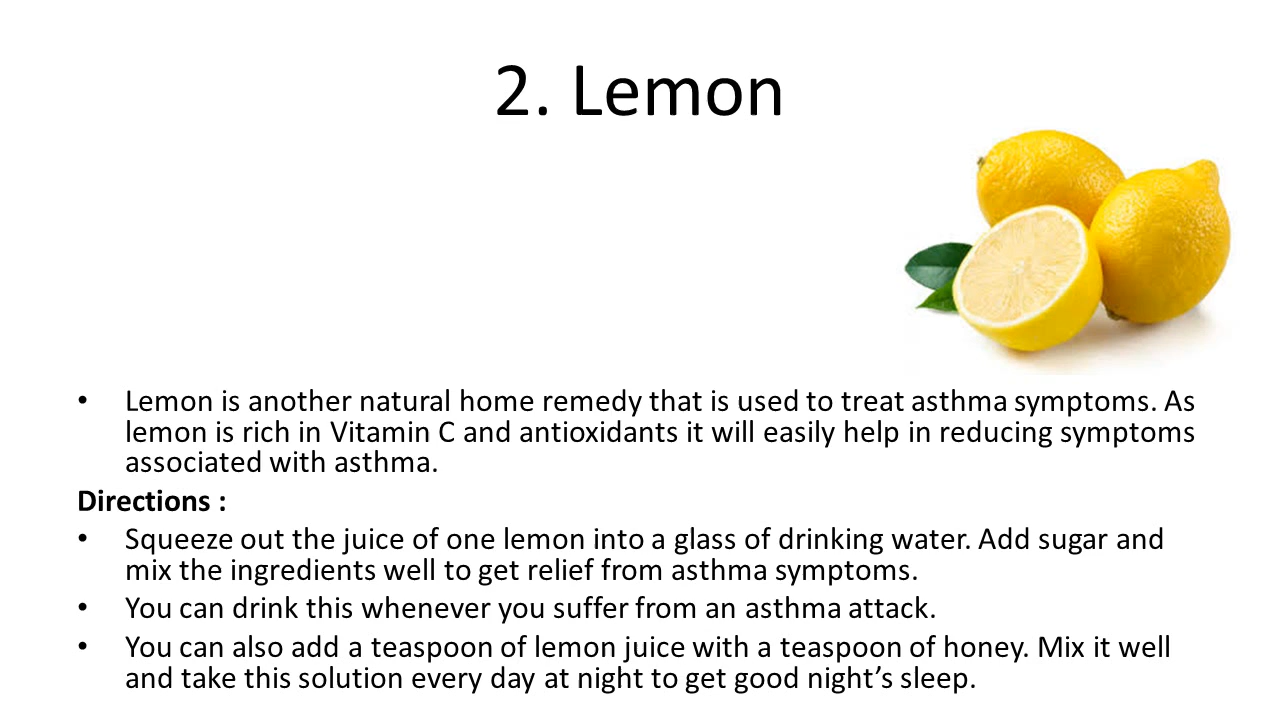 2. Lemon
• Lemon is another natural home remedy that is used to treat asthma symptoms. As
lemon is rich in Vitamin C and antioxidants it will easily help in reducing symptoms
associated with asthma.
Directions :
• Squeeze out the juice of one lemon into a glass of drinking water. Add sugar and
mix the ingredients well to get relief from asthma symptoms.
• You can drink this whenever you suffer from an asthma attack.
• You can also add a teaspoon of lemon juice with a teaspoon of honey. Mix it well
and take this solution every day at night to get good night’s sleep.